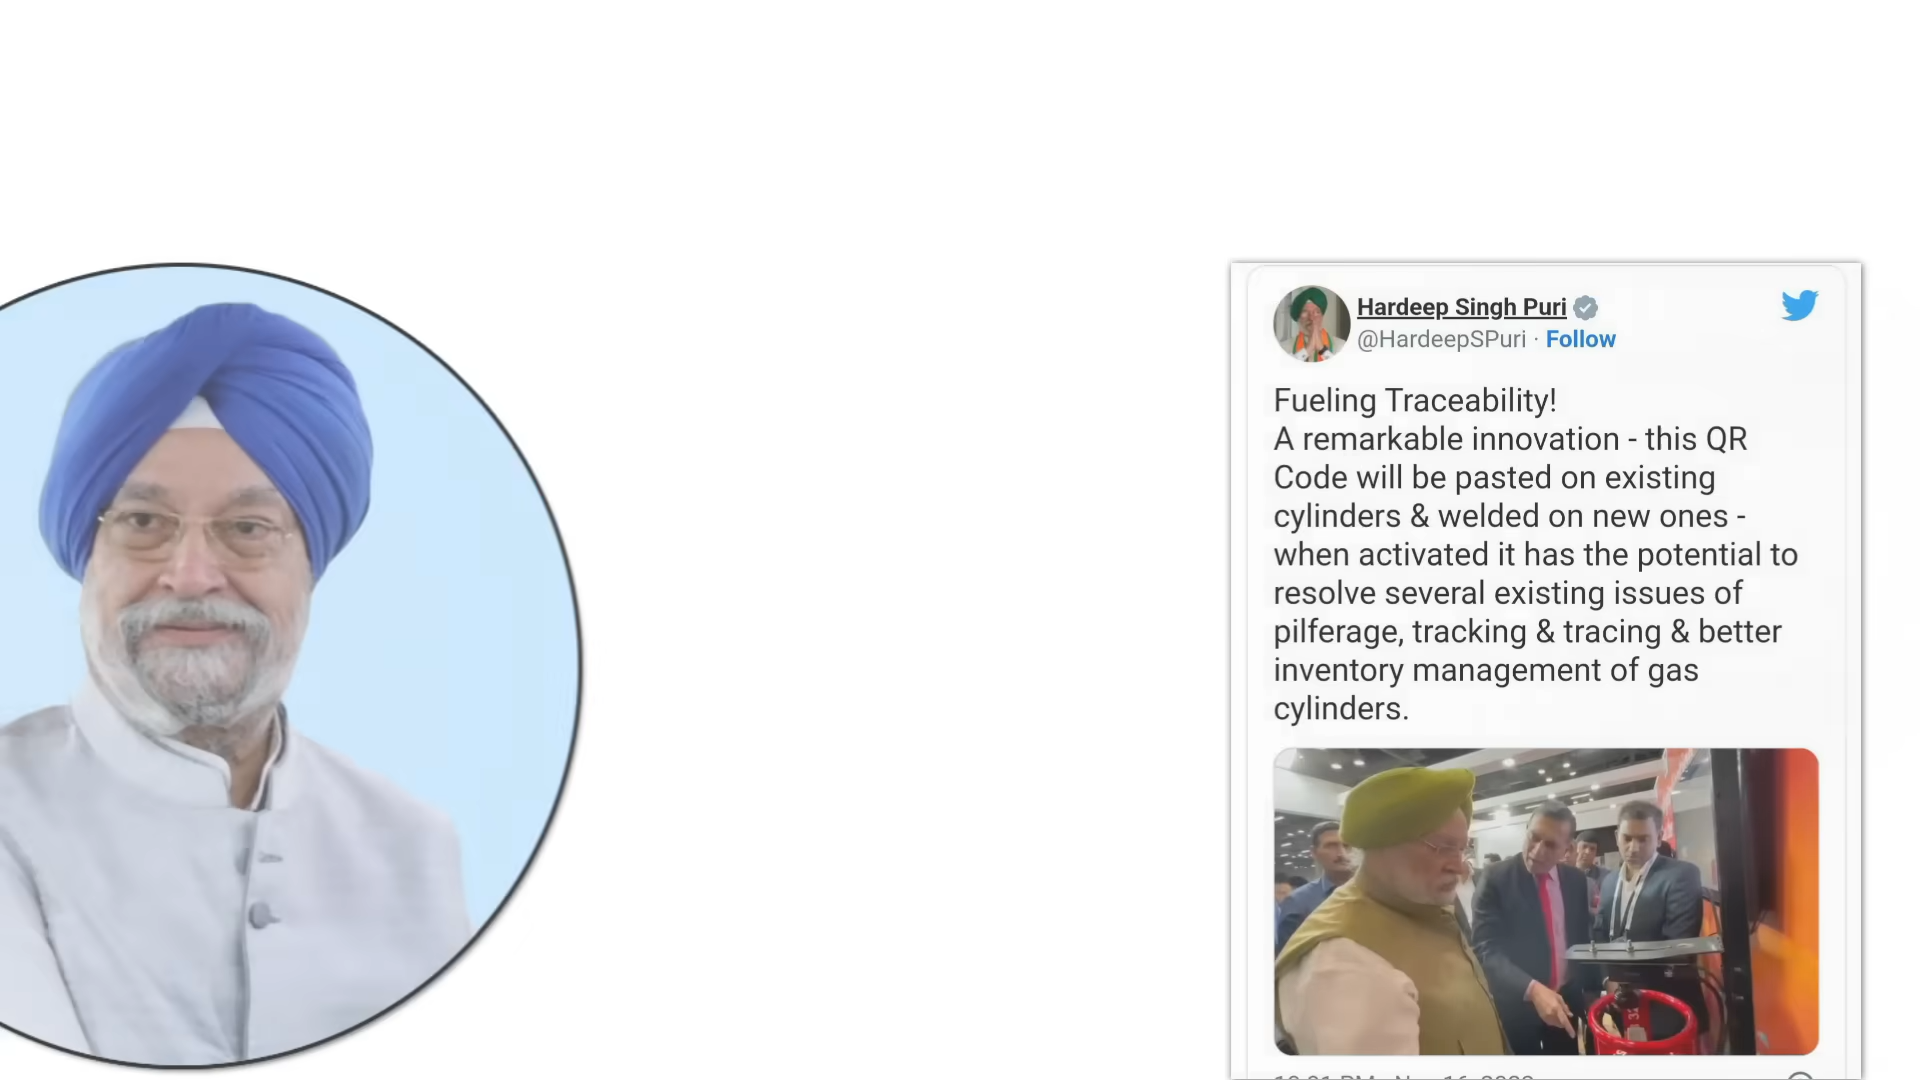 Hardeep Singh Puri
@HardeepSPuri · Follow
Fueling Traceability!
A remarkable innovation - this QR
Code will be pasted on existing
cylinders & welded on new ones -
when activated it has the potential to
resolve several existing issues of
pilferage, tracking & tracing & better
inventory management of gas
cylinders.